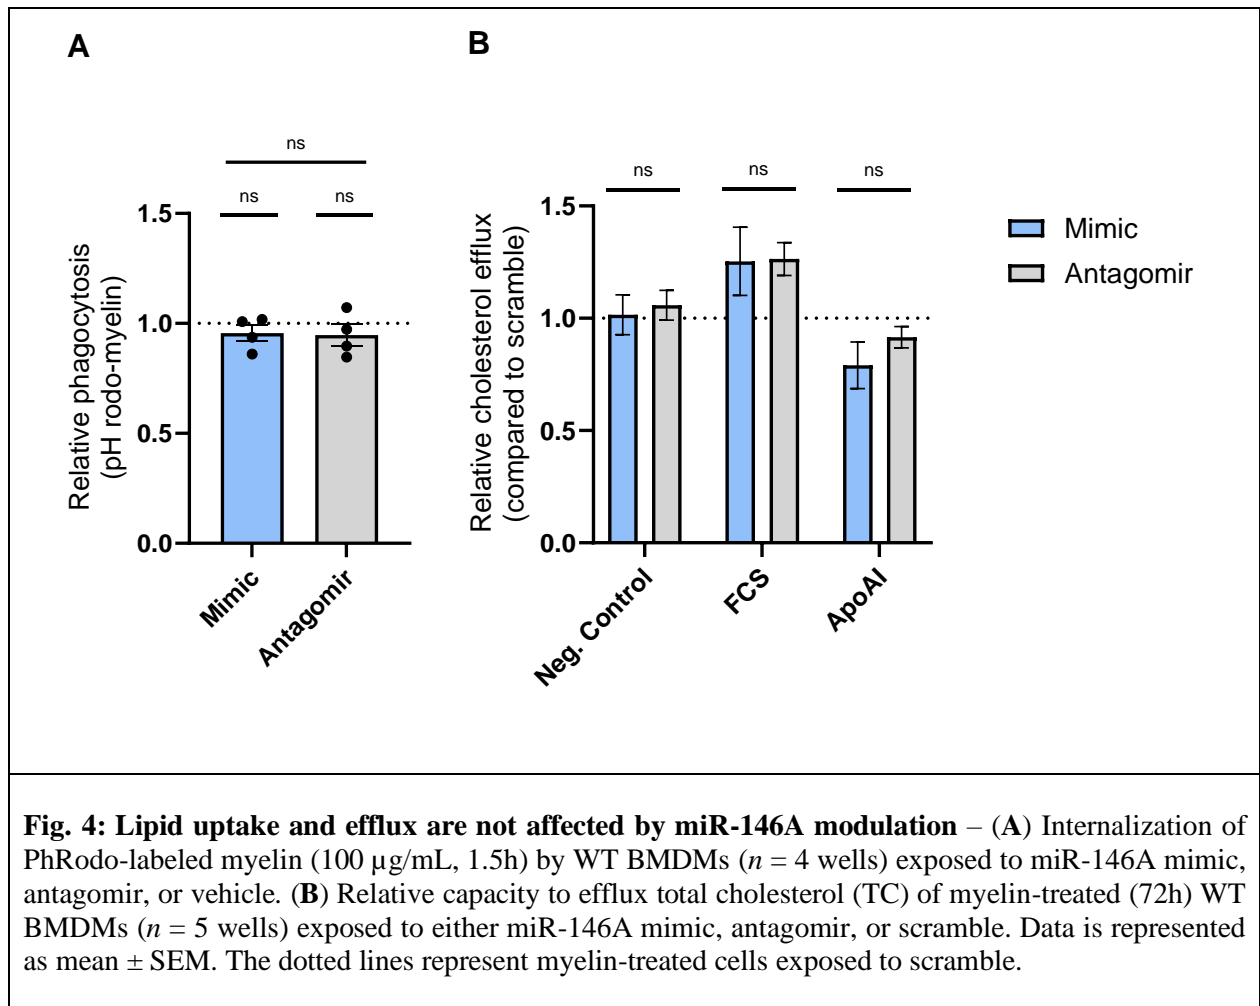 A
B
ns
ns
ns
1.5
1.0
0.5
0.0
Relative phagocytosis
(pH rodo-myelin)
Mimic
Antagomir
ns
ns
ns
1.5
1.0
0.5
0.0
Relative cholesterol efflux
(compared to scramble)
Neg. Control
FCS
ApoAI
Mimic
Antagomir
Fig. 4: Lipid uptake and efflux are not affected by miR-146A modulation – (A) Internalization of
PhRodo-labeled myelin (100 µg/mL, 1.5h) by WT BMDMs (n = 4 wells) exposed to miR-146A mimic,
antagomir, or vehicle. (B) Relative capacity to efflux total cholesterol (TC) of myelin-treated (72h) WT
BMDMs (n = 5 wells) exposed to either miR-146A mimic, antagomir, or scramble. Data is represented
as mean ± SEM. The dotted lines represent myelin-treated cells exposed to scramble.